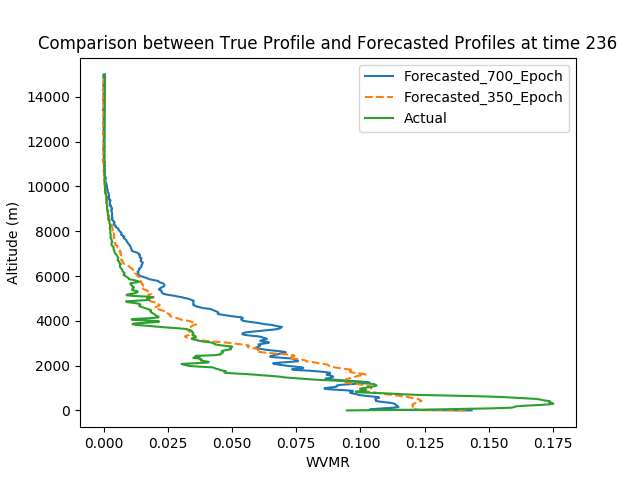 Comparison between True Profile and Forecasted Profiles at time 236
Forecasted_700_Epoch
Forecasted_350_Epoch
Actual
Altitude (m)
14000
12000
10000
8000
6000
4000
2000
0
0.000 0.025 0.050 0.075 0.100 0.125 0.150 0.175
WVMR